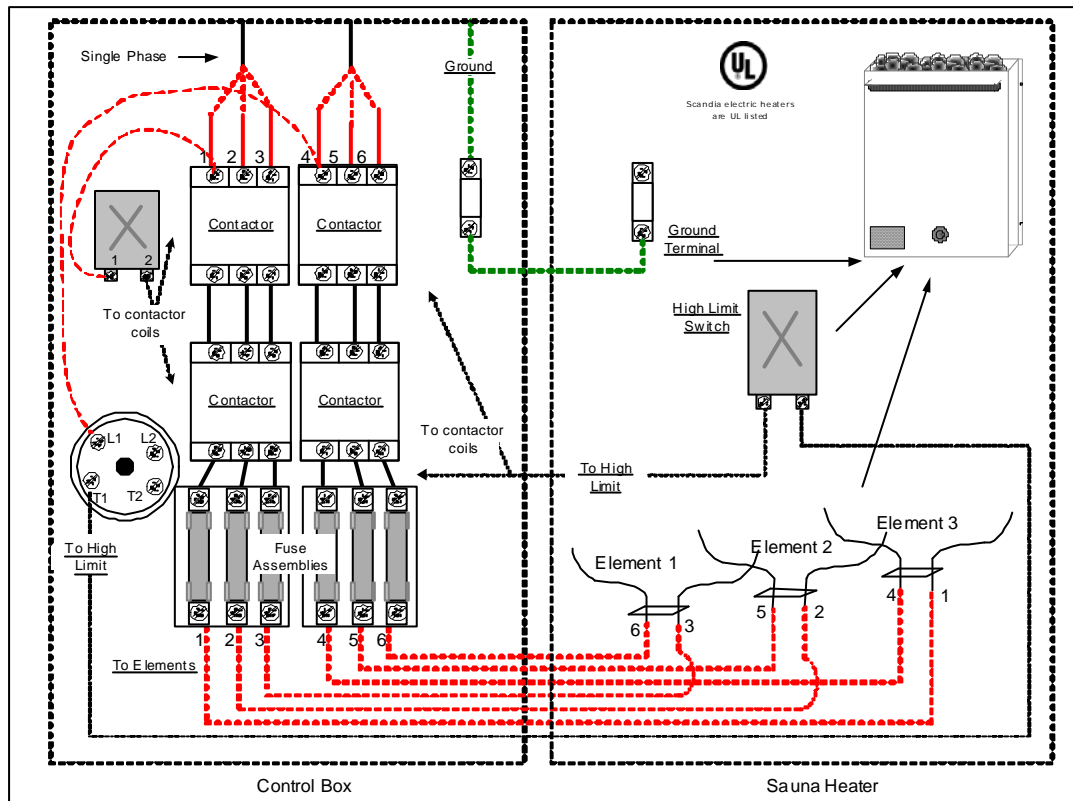 Single Phase
Ground
UL
Scandia electric heaters
are UL listed
1 2 3 4 5 6
Contactor
Contactor
1 2
To contactor
coils
Ground
Terminal
High Limit
Switch
Contactor
Contactor
L1 L2
T1 T2
To contactor
coils
To High
Limit
To High
Limit
Fuse
Assemblies
Element 1
Element 2
Element 3
6 3
5 2
4 1
1 2 3 4 5 6
To Elements
Control Box
Sauna Heater